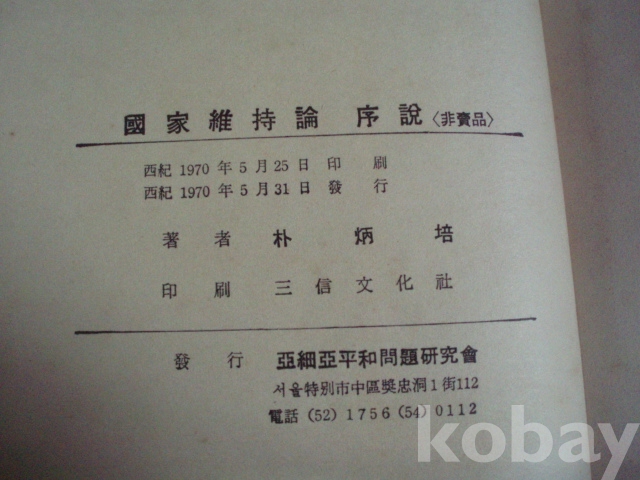 國家維持論 序說〈非賣品〉
西紀 1970 年 5 月 25 日 印 刷
西紀 1970 年 5 月 31 日 發 行
著 者 朴 炳 培
印 刷 三 信 文 化 社
發 行 亞細亞平和問題硏究會
서울特別市中區奬忠洞1街112
電話 (52) 1756 (54) 0112
kobay